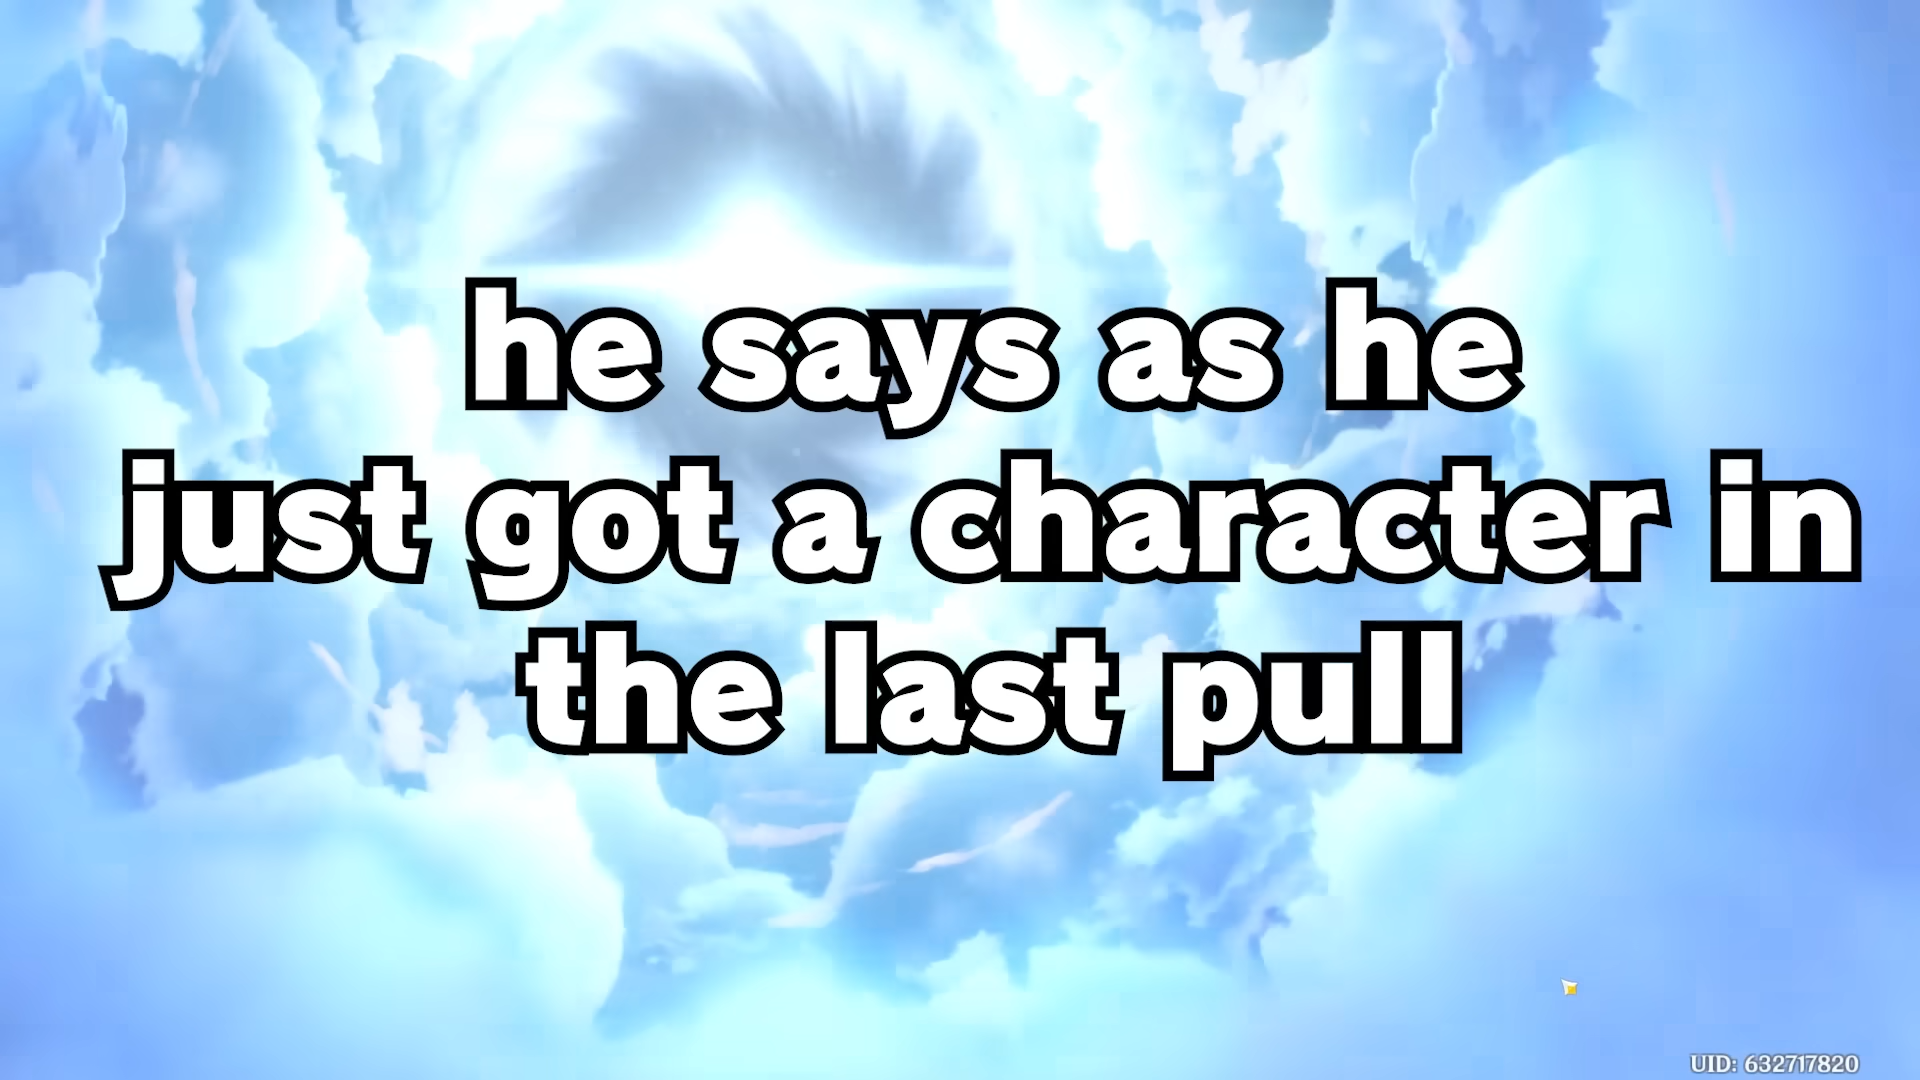 he says as he
just got a character in
the last pull
UID: 632717820